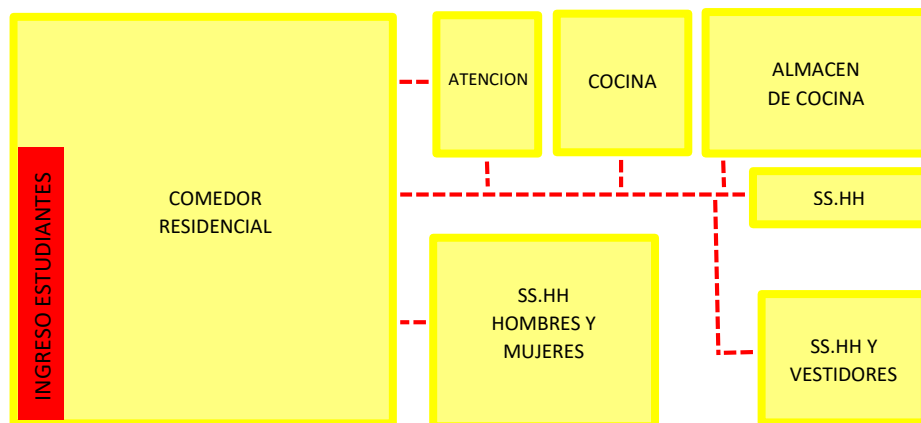 INGRESO ESTUDIANTES
COMEDOR
RESIDENCIAL
ATENCION
COCINA
ALMACEN
DE COCINA
SS.HH
SS.HH
HOMBRES Y
MUJERES
SS.HH Y
VESTIDORES